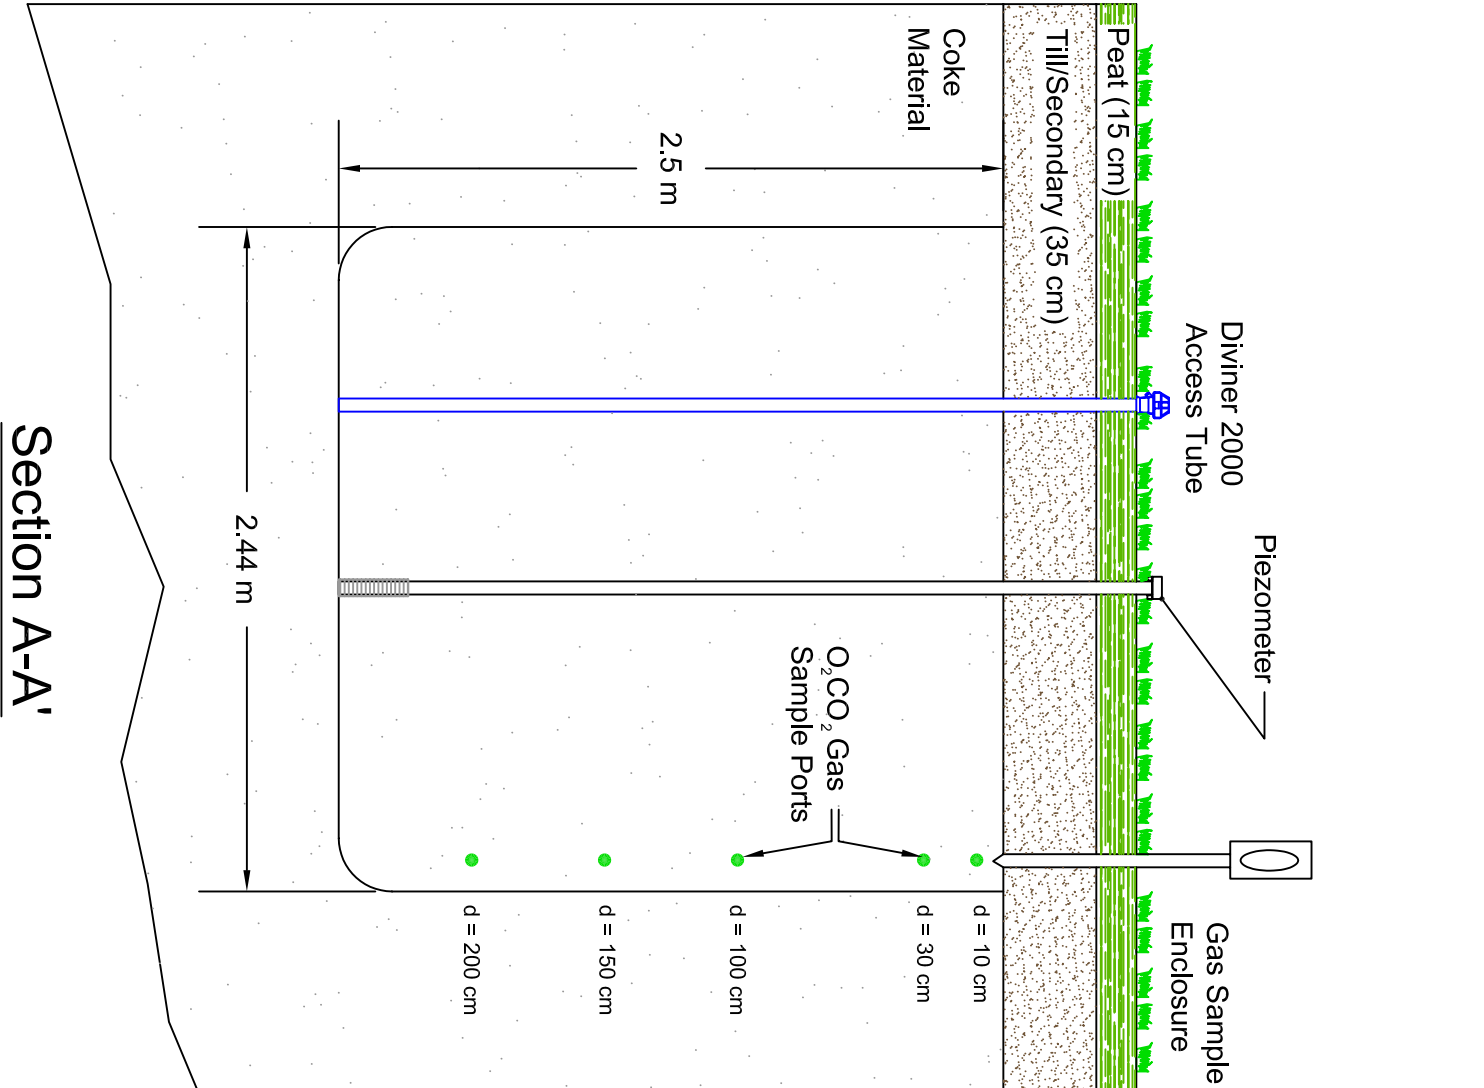 Piezometer
Diviner 2000
Access Tube
Gas Sample
Enclosure
Peat (15 cm)
Till/Secondary (35 cm)
Coke
Material
2.5 m
O₂CO₂ Gas
Sample Ports
d = 10 cm
d = 30 cm
d = 100 cm
d = 150 cm
d = 200 cm
2.44 m
Section A-A'